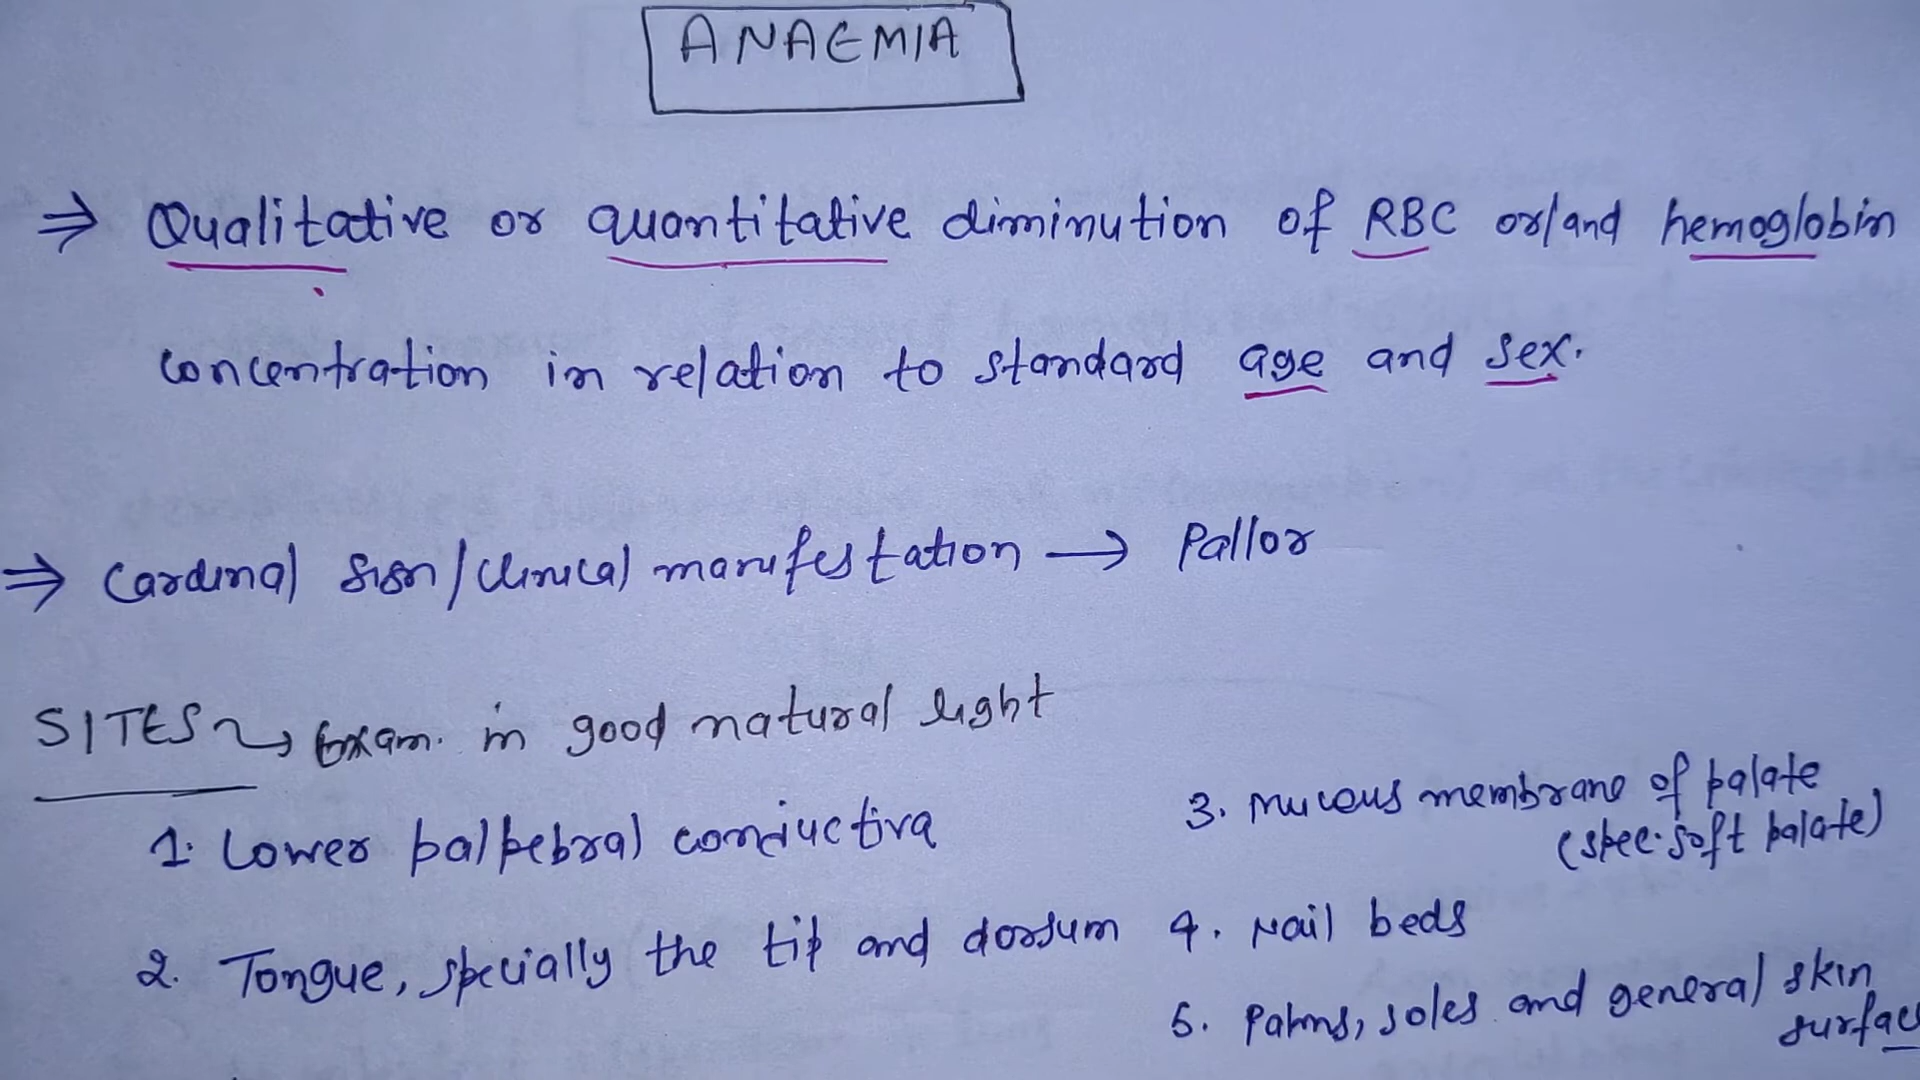 ANAEMIA
⇒ Qualitative or quantitative diminution of RBC or/and hemoglobin
concentration in relation to standard age and sex.
⇒ Cardinal sign/clinical manifestation → Pallor
SITES ⤳ Exam. in good natural light
1. Lower palpebral conjuctiva
2. Tongue, specially the tip and dorsum
3. Mucous membrane of palate
(spec. soft palate)
4. Nail beds
5. Palms, soles and general skin
surface